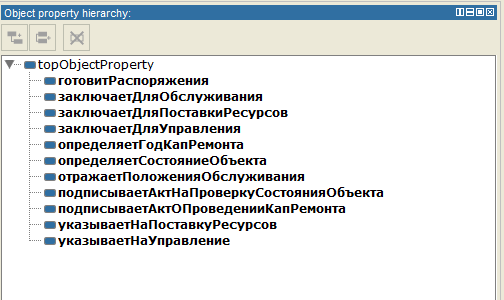 Object property hierarchy:
topObjectProperty
готовитРаспоряжения
заключаетДляОбслуживания
заключаетДляПоставкиРесурсов
заключаетДляУправления
определяетГодКапРемонта
определяетСостояниеОбъекта
отражаетПоложенияОбслуживания
подписываетАктНаПроверкуСостоянияОбъекта
подписываетАктОПроведенииКапРемонта
указываетНаПоставкуРесурсов
указываетНаУправление